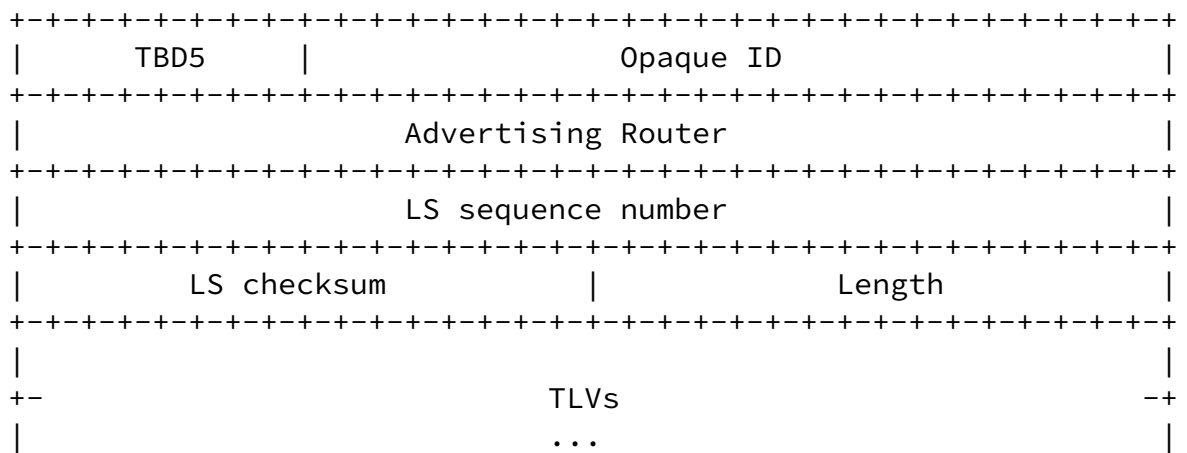 +-+-+-+-+-+-+-+-+-+-+-+-+-+-+-+-+-+-+-+-+-+-+-+-+-+-+-+-+-+-+-+-+
|      TBD5     |                 Opaque ID                     |
+-+-+-+-+-+-+-+-+-+-+-+-+-+-+-+-+-+-+-+-+-+-+-+-+-+-+-+-+-+-+-+-+
|                     Advertising Router                        |
+-+-+-+-+-+-+-+-+-+-+-+-+-+-+-+-+-+-+-+-+-+-+-+-+-+-+-+-+-+-+-+-+
|                     LS sequence number                        |
+-+-+-+-+-+-+-+-+-+-+-+-+-+-+-+-+-+-+-+-+-+-+-+-+-+-+-+-+-+-+-+-+
|         LS checksum           |             Length            |
+-+-+-+-+-+-+-+-+-+-+-+-+-+-+-+-+-+-+-+-+-+-+-+-+-+-+-+-+-+-+-+-+
|                                                               |
+-                            TLVs                             -+
|                             ...                               |